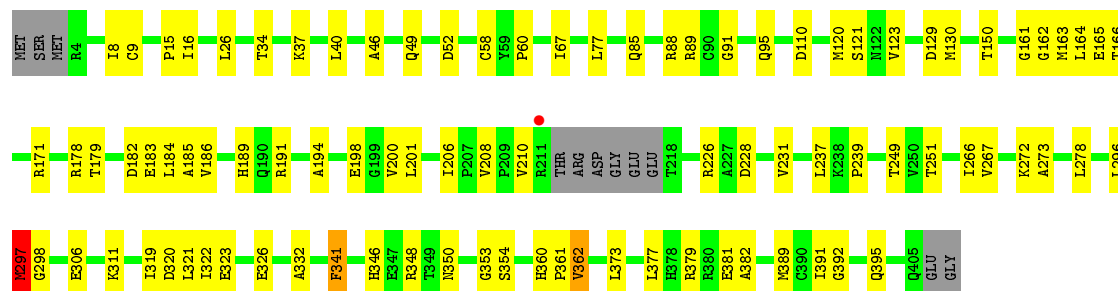 MET SER MET R4 I8 C9 P15 I16 L26 T34 K37 L40 A46 Q49 D52 C58 Y59 P60 I67 L77 Q85 R88 R89 C90 G91 Q95 D110 M120 S121 N122 V123 D129 M130 T150 G161 G162 M163 L164 E165 T166
R171 R178 T179 D182 E183 L184 A185 V186 H189 Q190 R191 A194 E198 G199 V200 L201 I206 P207 V208 P209 V210 R211 THR ARG ASP GLY GLU GLU T218 R226 A227 D228 V231 L237 K238 P239 T249 V250 T251 I266 V267 K272 A273 L278 L296
M297 G298 E306 K311 I319 D320 L321 I322 E323 E326 A332 F341 H346 E347 R348 T349 N350 G353 S354 H360 P361 V362 L373 L377 H378 R379 R380 E381 A382 M389 C390 I391 G392 Q395 Q405 GLU GLY